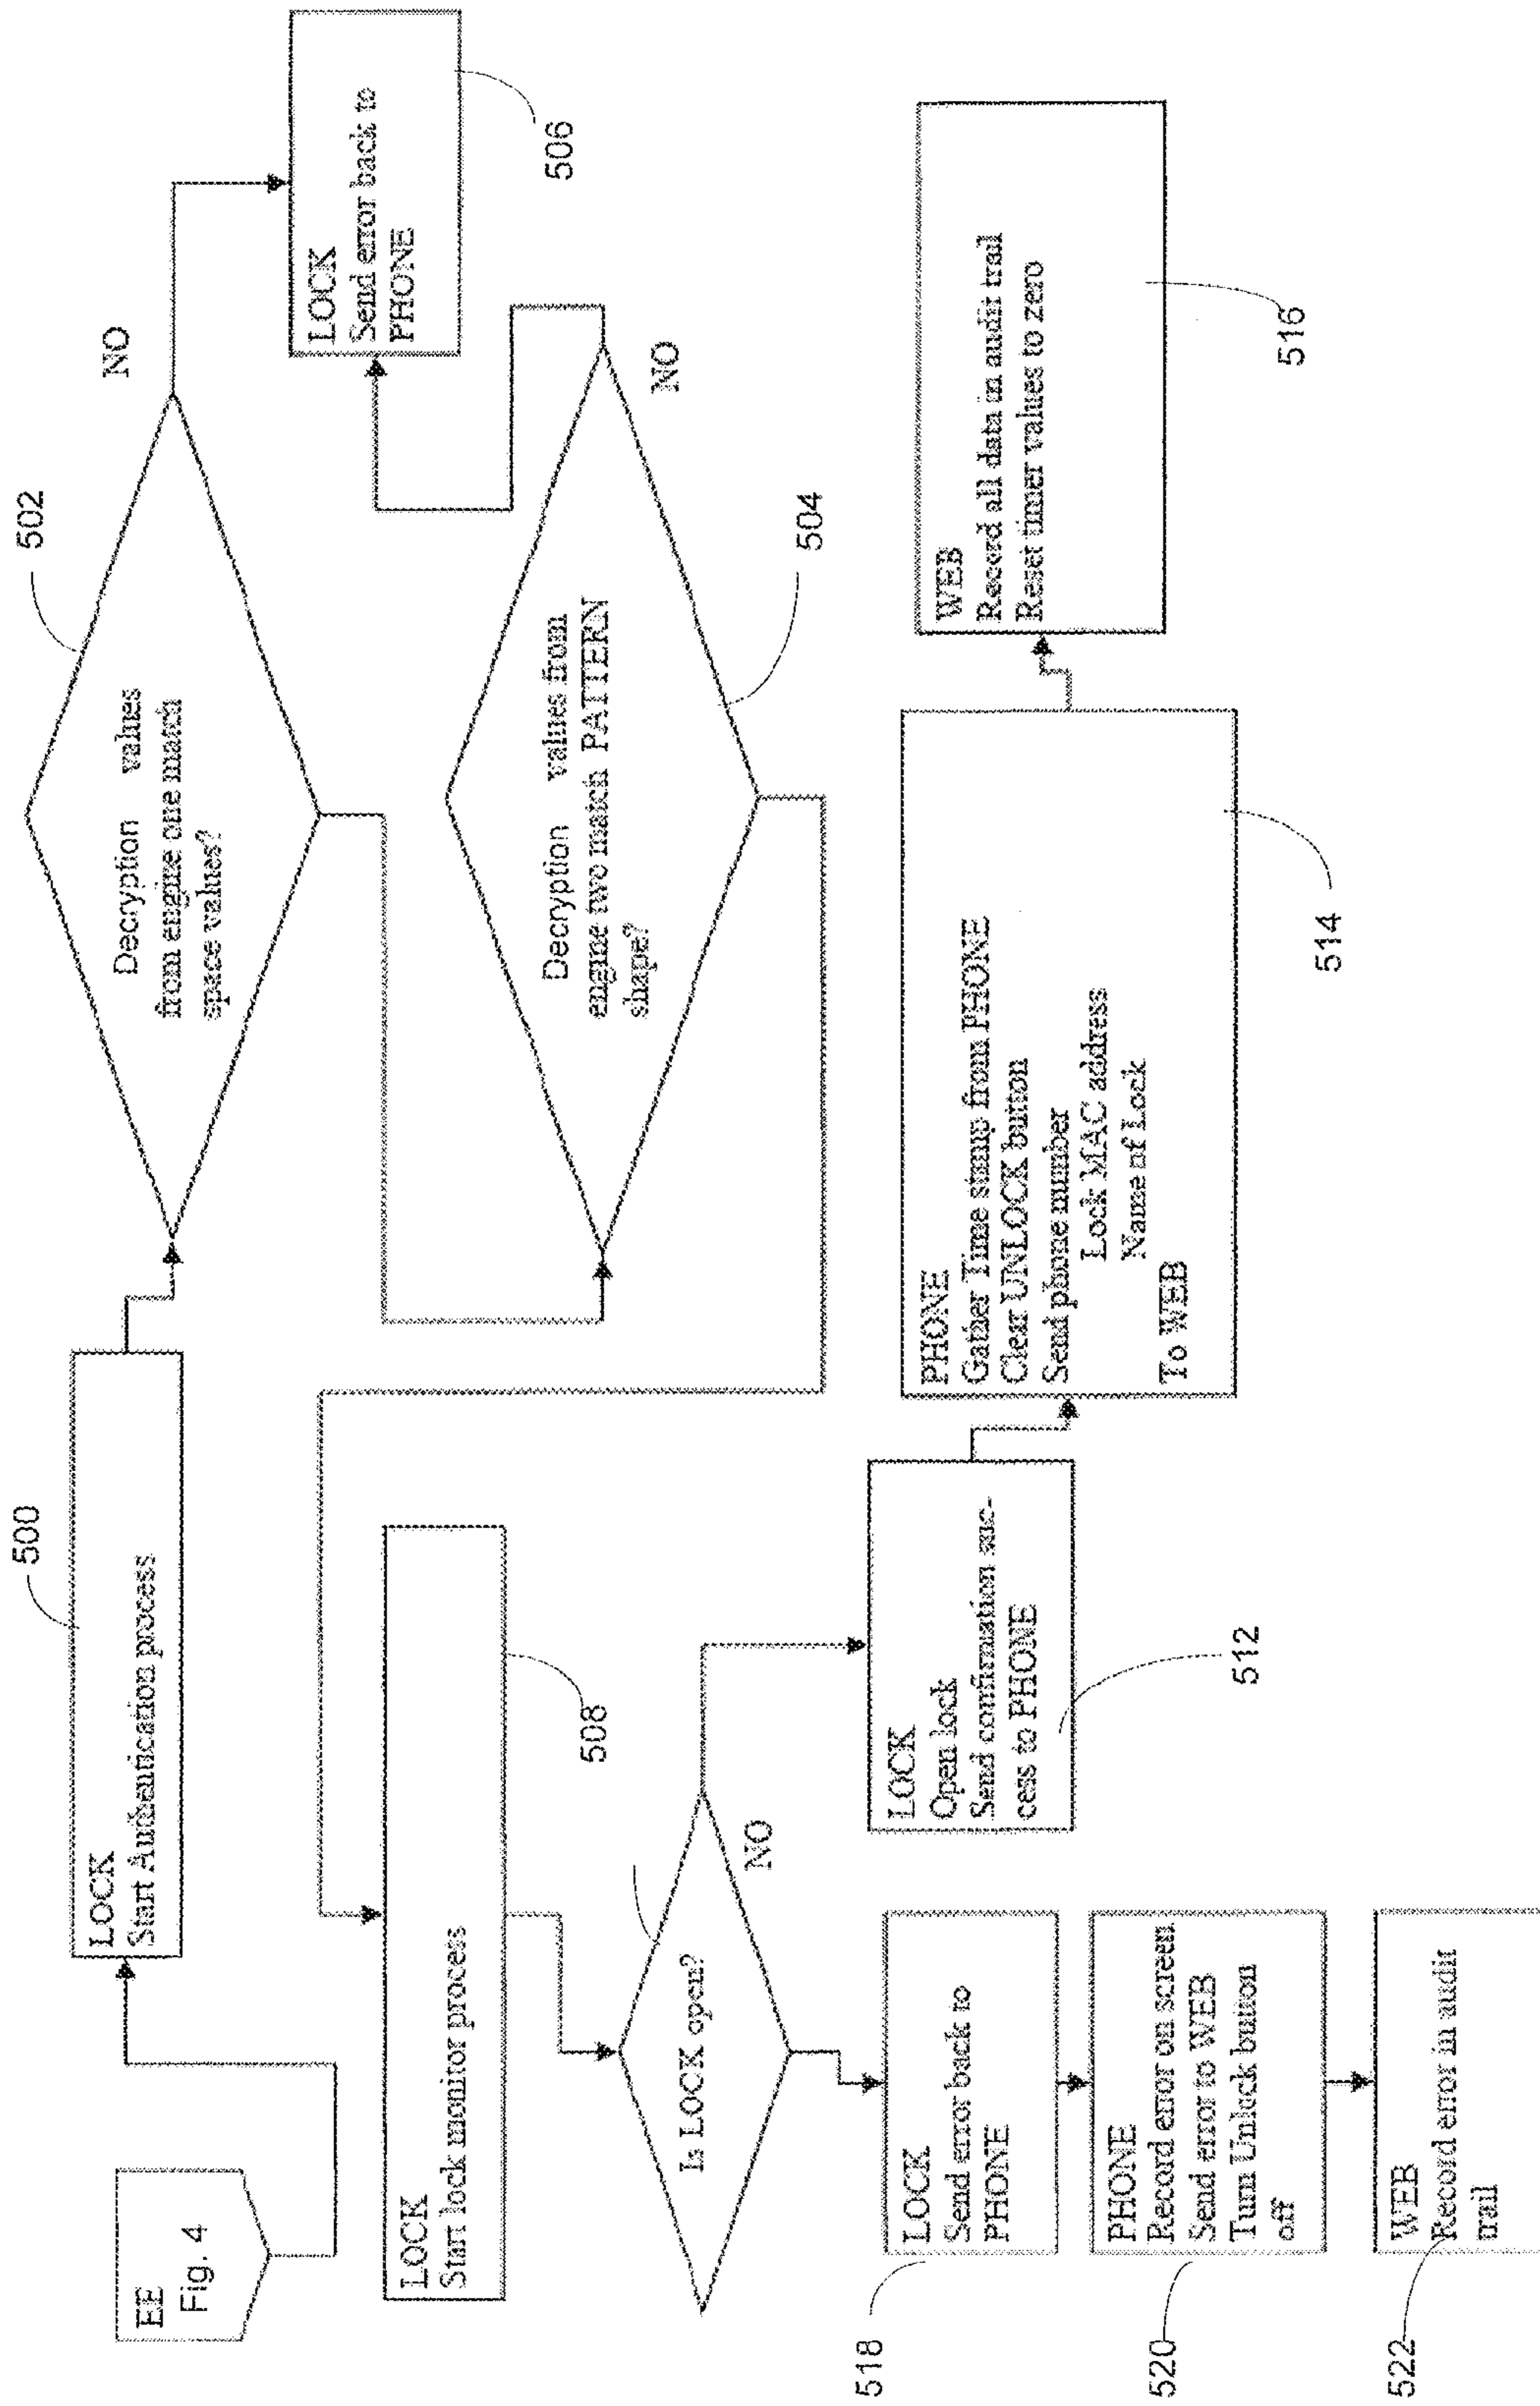 EE
Fig. 4
LOCK
Start Authentication process
500
Decryption values
from engine one match
space values?
502
NO
LOCK
Send error back to
PHONE
506
Decryption values from
engine two match PATTERN
shape?
504
NO
LOCK
Start lock monitor process
508
Is LOCK open?
NO
LOCK
Open lock
Send confirmation suc-
cess to PHONE
512
PHONE
Gather Time stamp from PHONE
Clear UNLOCK button
Send phone number
Lock MAC address
Name of Lock
To WEB
514
WEB
Record all data in audit trail
Reset timer values to zero
516
LOCK
Send error back to
PHONE
518
PHONE
Record error on screen
Send error to WEB
Turn Unlock button
off
520
WEB
Record error in audit
trail
522